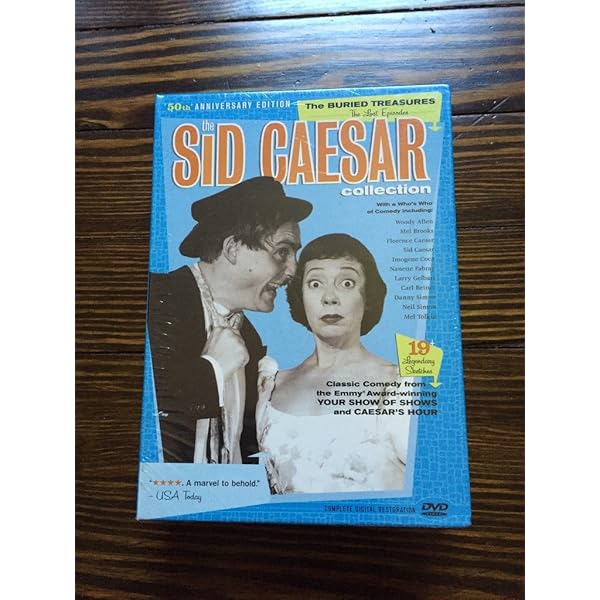 50th ANNIVERSARY EDITION
The BURIED TREASURES
The Lost Episodes
the
SiD CAESAR
collection
With a Who's Who
of Comedy including:
Woody Allen
Mel Brooks
Florence Caesar
Sid Caesar
Imogene Coca
Nanette Fabray
Larry Gelbart
Carl Reiner
Danny Simon
Neil Simon
Mel Tolkin
19
Legendary
Sketches
Classic Comedy from
the Emmy® Award-winning
YOUR SHOW OF SHOWS
and CAESAR'S HOUR
"★★★★. A marvel to behold."
- USA Today
COMPLETE DIGITAL RESTORATION
DVD
VIDEO